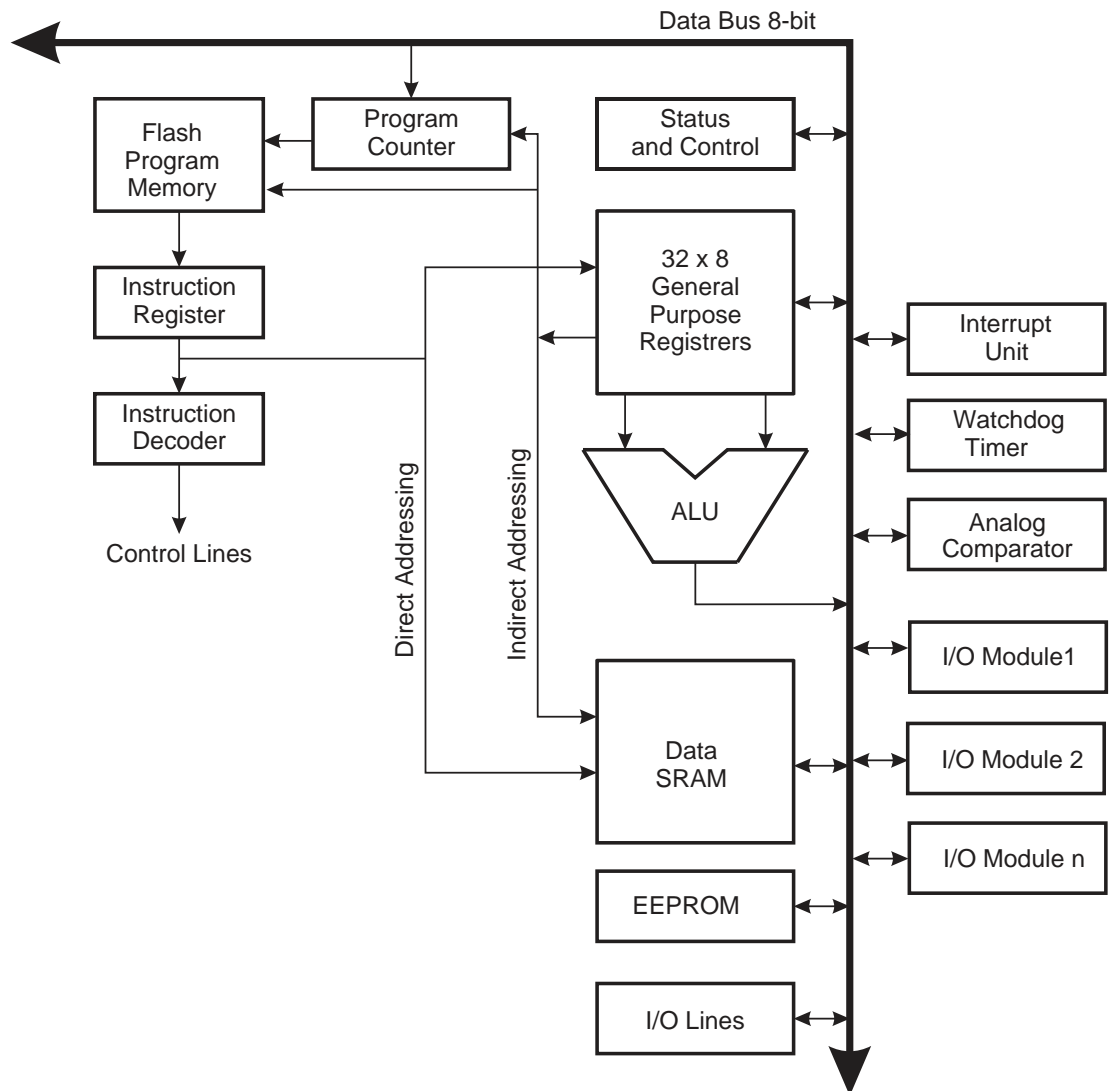 Data Bus 8-bit
Flash
Program
Memory
Program
Counter
Status
and Control
32 x 8
General
Purpose
Registrers
Instruction
Register
Instruction
Decoder
Control Lines
Direct Addressing
Indirect Addressing
ALU
Interrupt
Unit
Watchdog
Timer
Analog
Comparator
I/O Module1
Data
SRAM
I/O Module 2
I/O Module n
EEPROM
I/O Lines